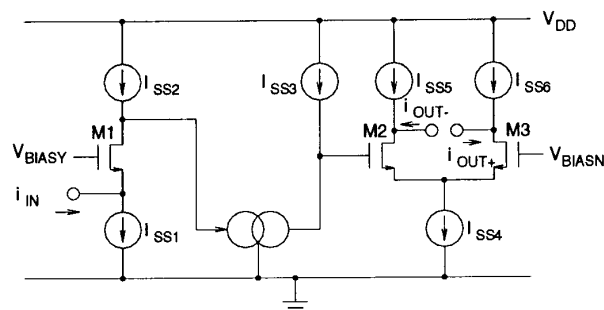 V_DD
I_SS2
I_SS3
I_SS5
I_SS6
i_OUT-
M1
M2
M3
V_BIASY
i_OUT+
V_BIASN
i_IN
I_SS1
I_SS4